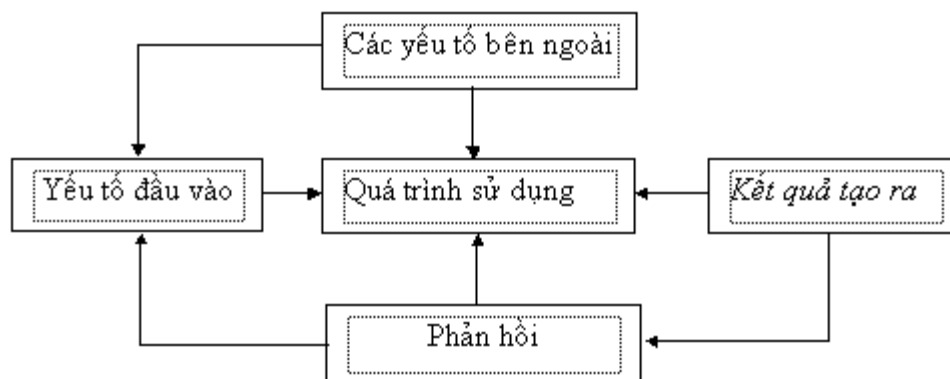 Các yếu tố bên ngoài
Yếu tố đầu vào
Quá trình sử dụng
Kết quả tạo ra
Phản hồi